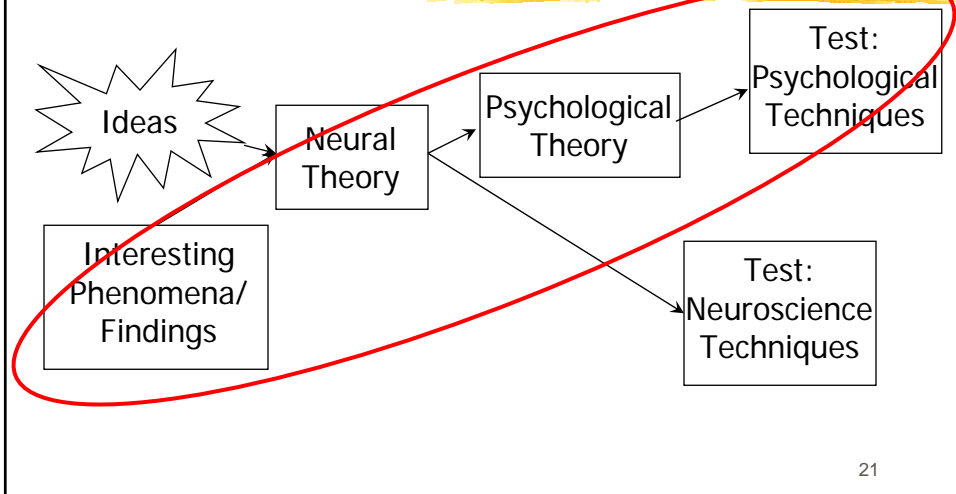 Ideas
Interesting
Phenomena/
Findings
Neural
Theory
Psychological
Theory
Test:
Psychological
Techniques
Test:
Neuroscience
Techniques
21